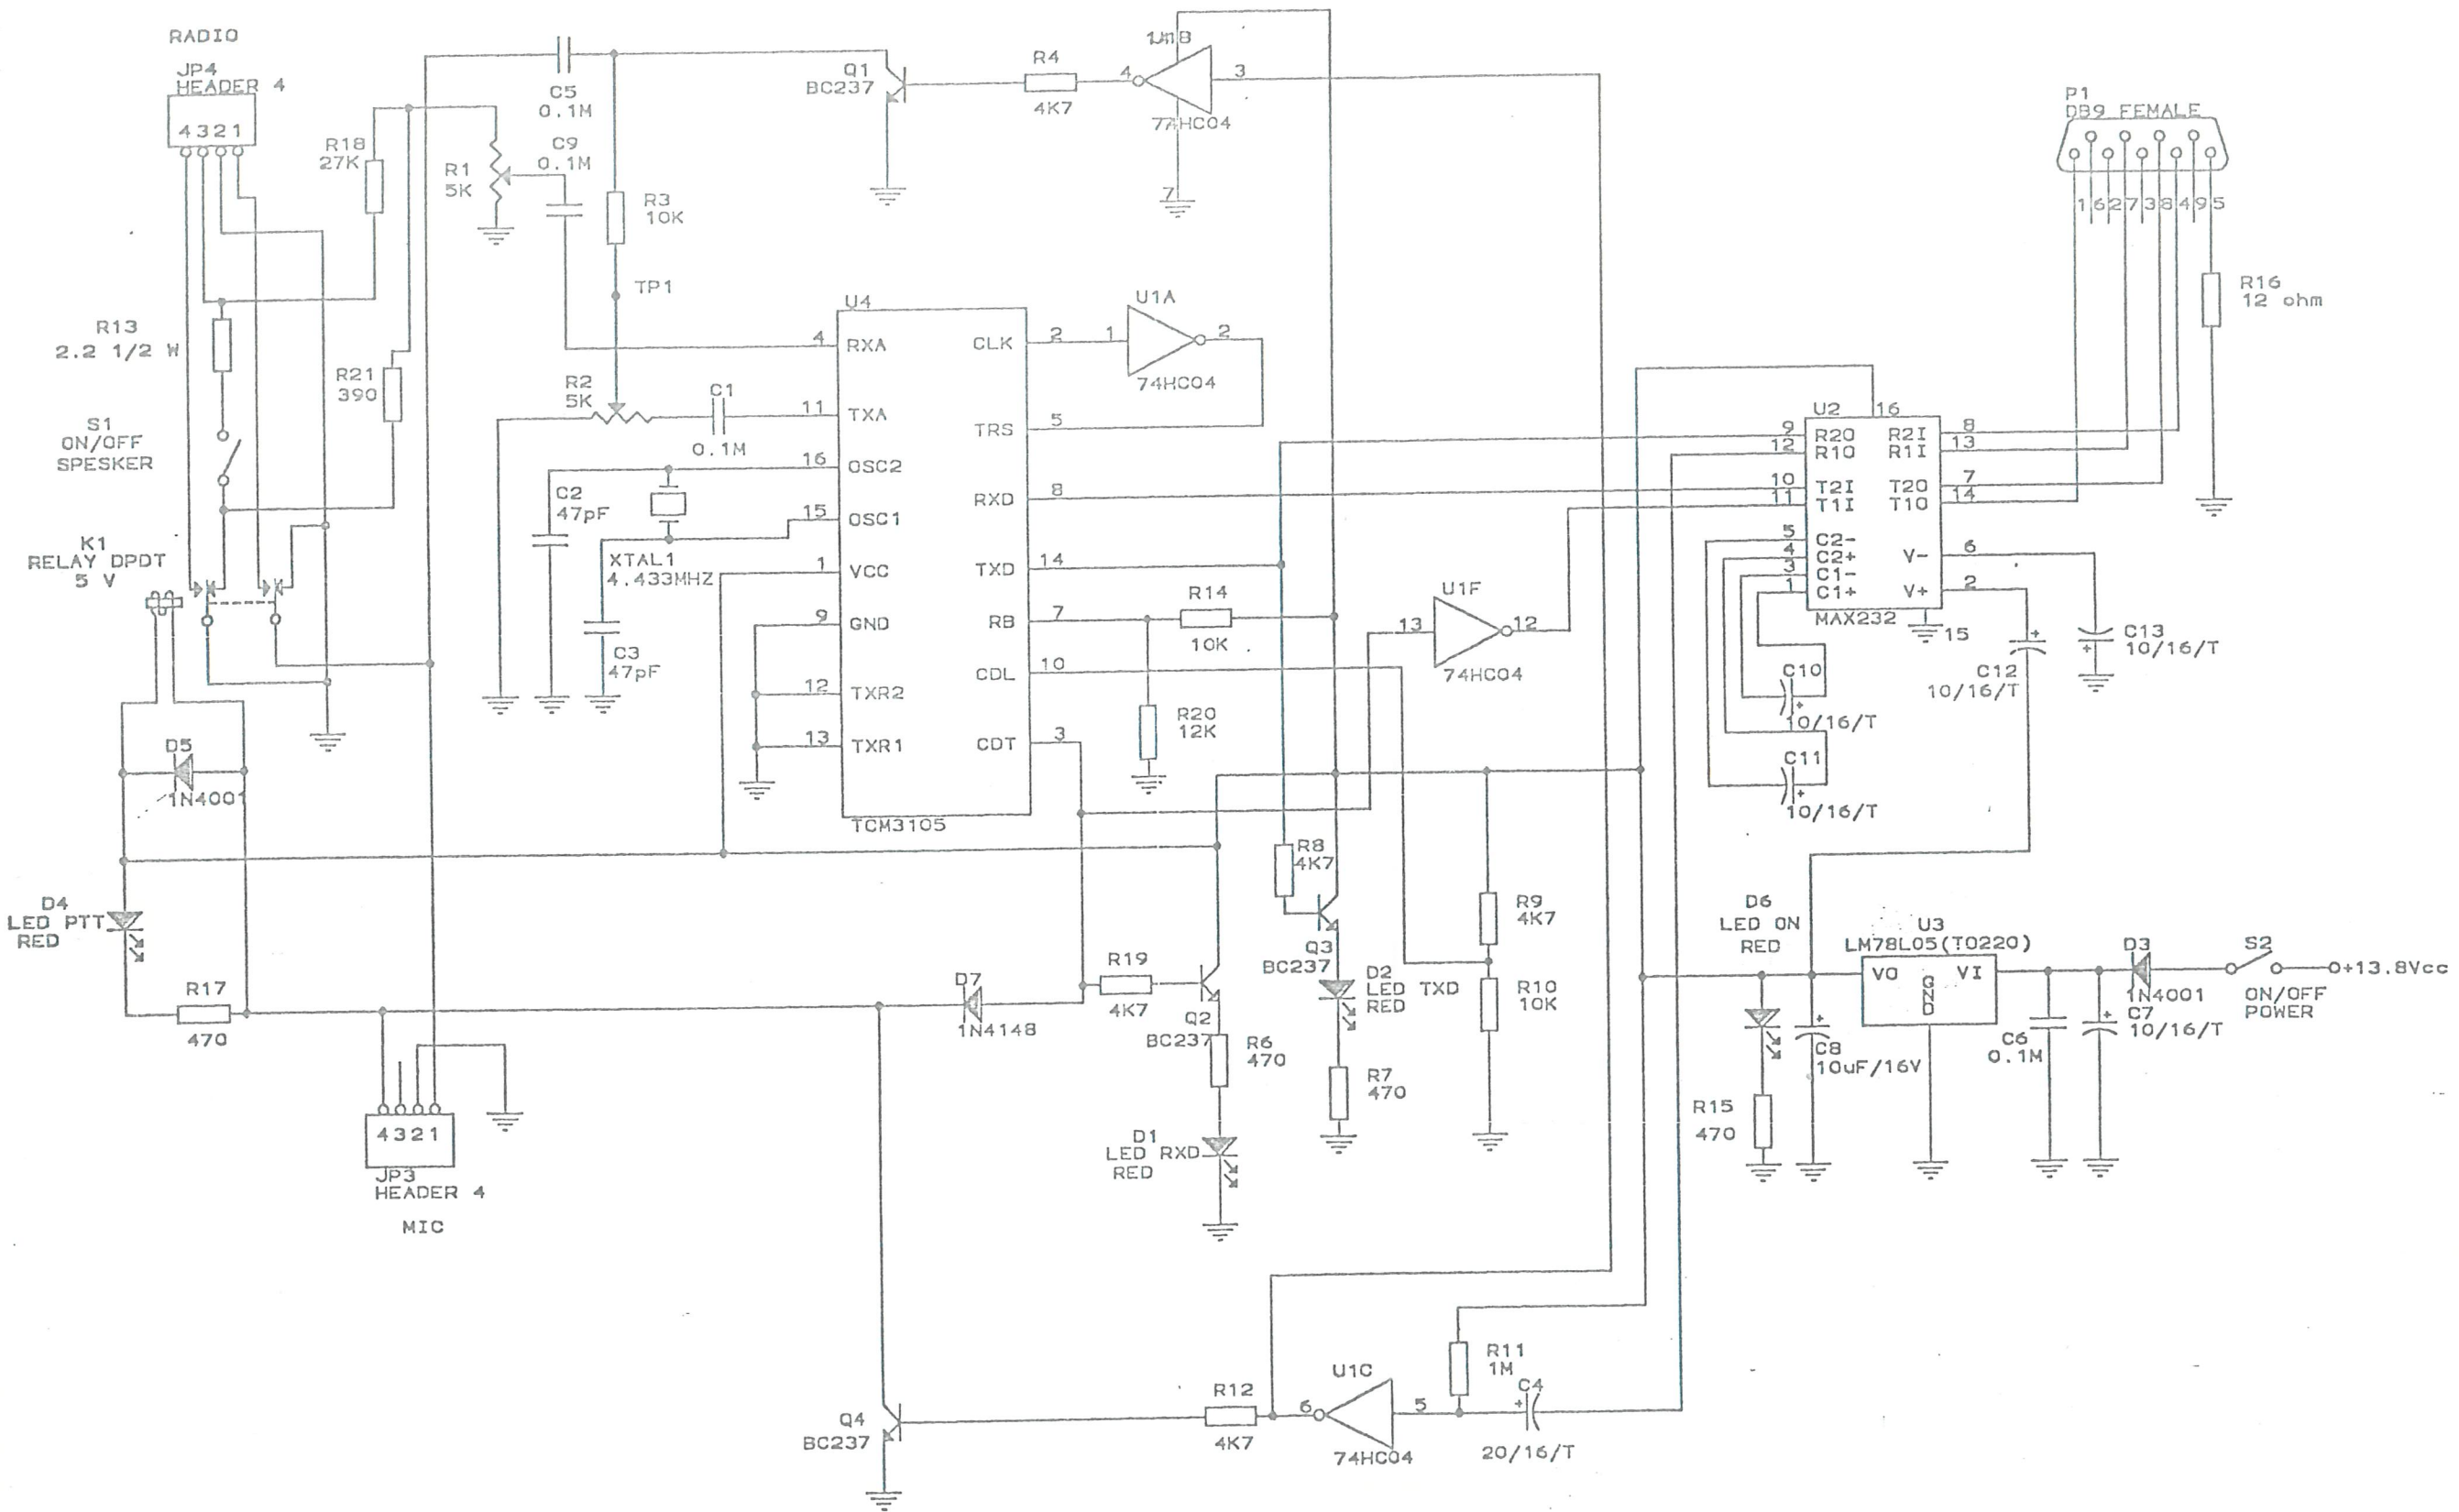 RADIO
JP4
HEADER 4
4321
R18
27K
R1
5K
C5
0.1M
C9
0.1M
R3
10K
TP1
Q1
BC237
R4
4K7
4
3
74HC04
7
P1
DB9 FEMALE
1 6 2 7 3 8 4 9 5
R16
12 ohm
R13
2.2 1/2 W
R21
390
S1
ON/OFF
SPESKER
K1
RELAY DPDT
5 V
R2
5K
C1
0.1M
C2
47pF
XTAL1
4.433MHZ
C3
47pF
U4
4 RXA
11 TXA
16 OSC2
15 OSC1
1 VCC
9 GND
12 TXR2
13 TXR1
CLK 2
TRS 5
RXD 8
TXD 14
RB 7
CDL 10
CDT 3
TCM3105
U1A
1
2
74HC04
R14
10K
R20
12K
U1F
13
12
74HC04
U2
16
9 R2O
12 R1O
10 T2I
11 T1I
5 C2-
4 C2+
3 C1-
1 C1+
R2I 8
R1I 13
T2O 7
T1O 14
V- 6
V+ 2
MAX232
15
C10
10/16/T
C11
10/16/T
C12
10/16/T
C13
10/16/T
D5
1N4001
D4
LED PTT
RED
R17
470
D7
1N4148
R19
4K7
Q2
BC237
R6
470
D1
LED RXD
RED
R8
4K7
Q3
BC237
D2
LED TXD
RED
R7
470
R9
4K7
R10
10K
D6
LED ON
RED
R15
470
C8
10uF/16V
U3
LM78L05(TO220)
VO
VI
GND
C6
0.1M
D3
1N4001
C7
10/16/T
S2
ON/OFF
POWER
+13.8Vcc
4321
JP3
HEADER 4
MIC
Q4
BC237
R12
4K7
U1C
6
5
74HC04
R11
1M
C4
20/16/T